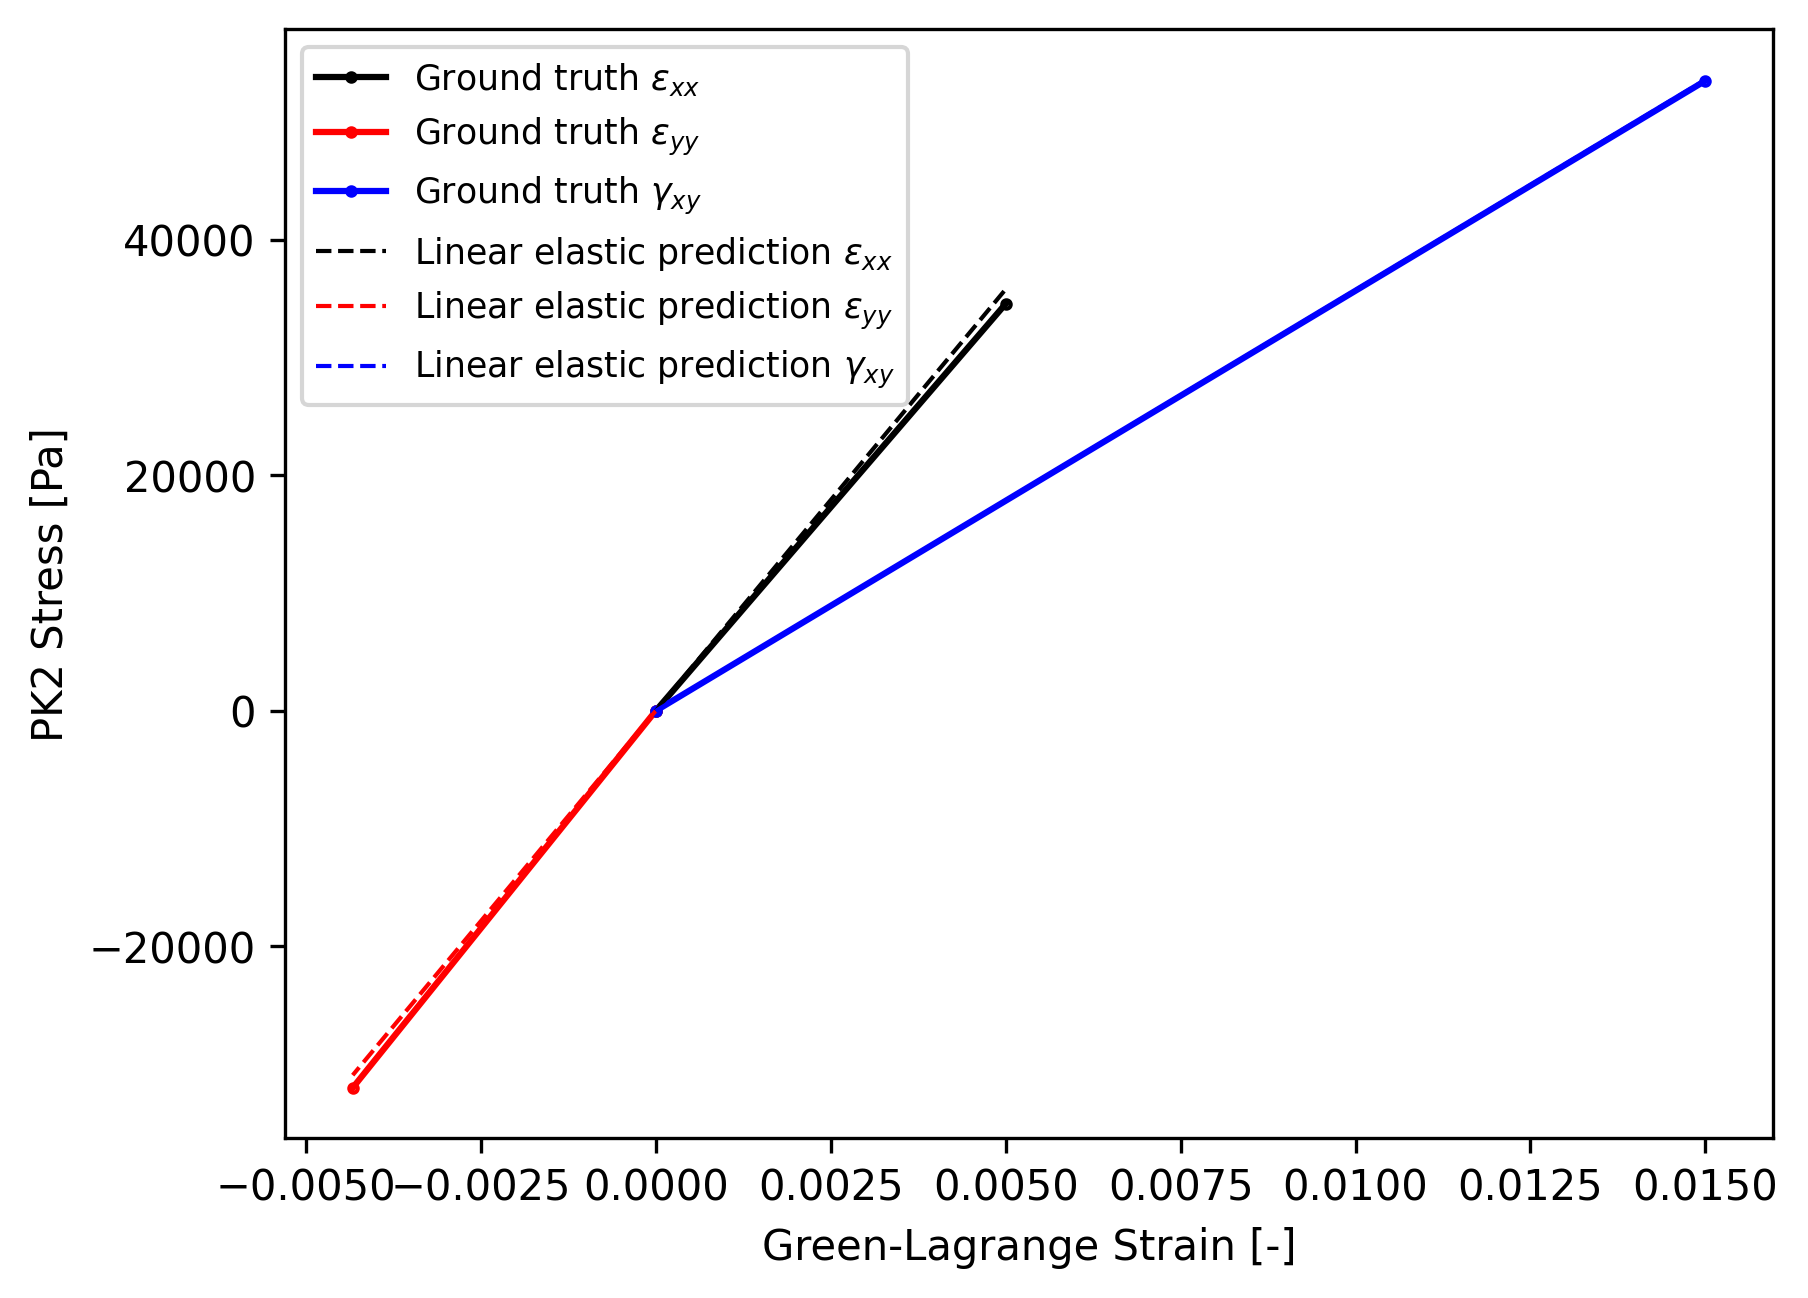 Ground truth εxx
Ground truth εyy
Ground truth γxy
Linear elastic prediction εxx
Linear elastic prediction εyy
Linear elastic prediction γxy
40000
20000
0
−20000
PK2 Stress [Pa]
−0.0050 −0.0025 0.0000 0.0025 0.0050 0.0075 0.0100 0.0125 0.0150
Green-Lagrange Strain [-]